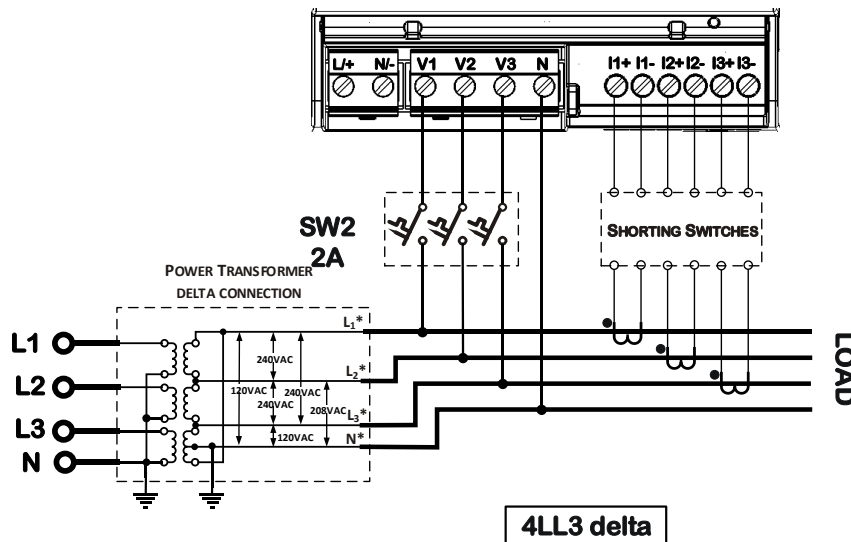 L/+ N/- V1 V2 V3 N I1+ I1- I2+ I2- I3+ I3-
SW2
2A
SHORTING SWITCHES
POWER TRANSFORMER
DELTA CONNECTION
L1
L2
L3
N
L₁*
L₂*
L₃*
N*
240VAC
120VAC
240VAC
240VAC
208VAC
120VAC
LOAD
4LL3 delta